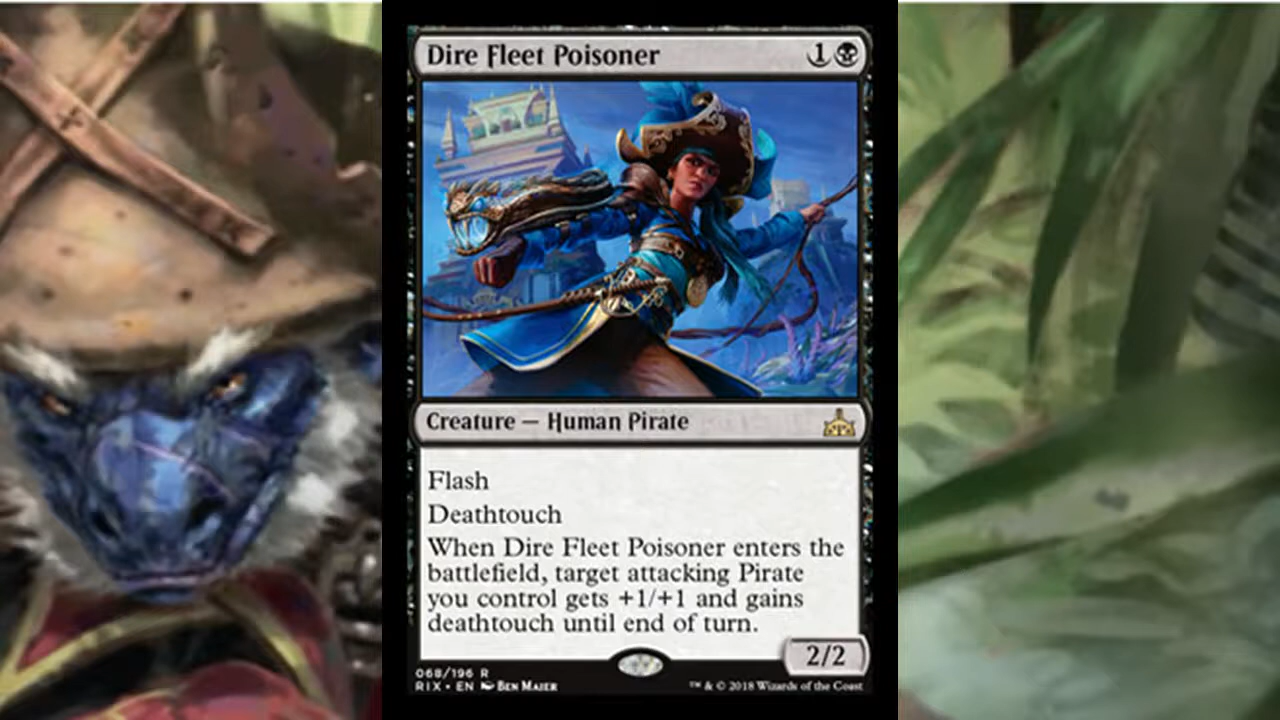 Dire Fleet Poisoner 1
Creature — Human Pirate
Flash
Deathtouch
When Dire Fleet Poisoner enters the
battlefield, target attacking Pirate
you control gets +1/+1 and gains
deathtouch until end of turn.
2/2
068/196 R
RIX • EN Ben Maier
™ & © 2018 Wizards of the Coast